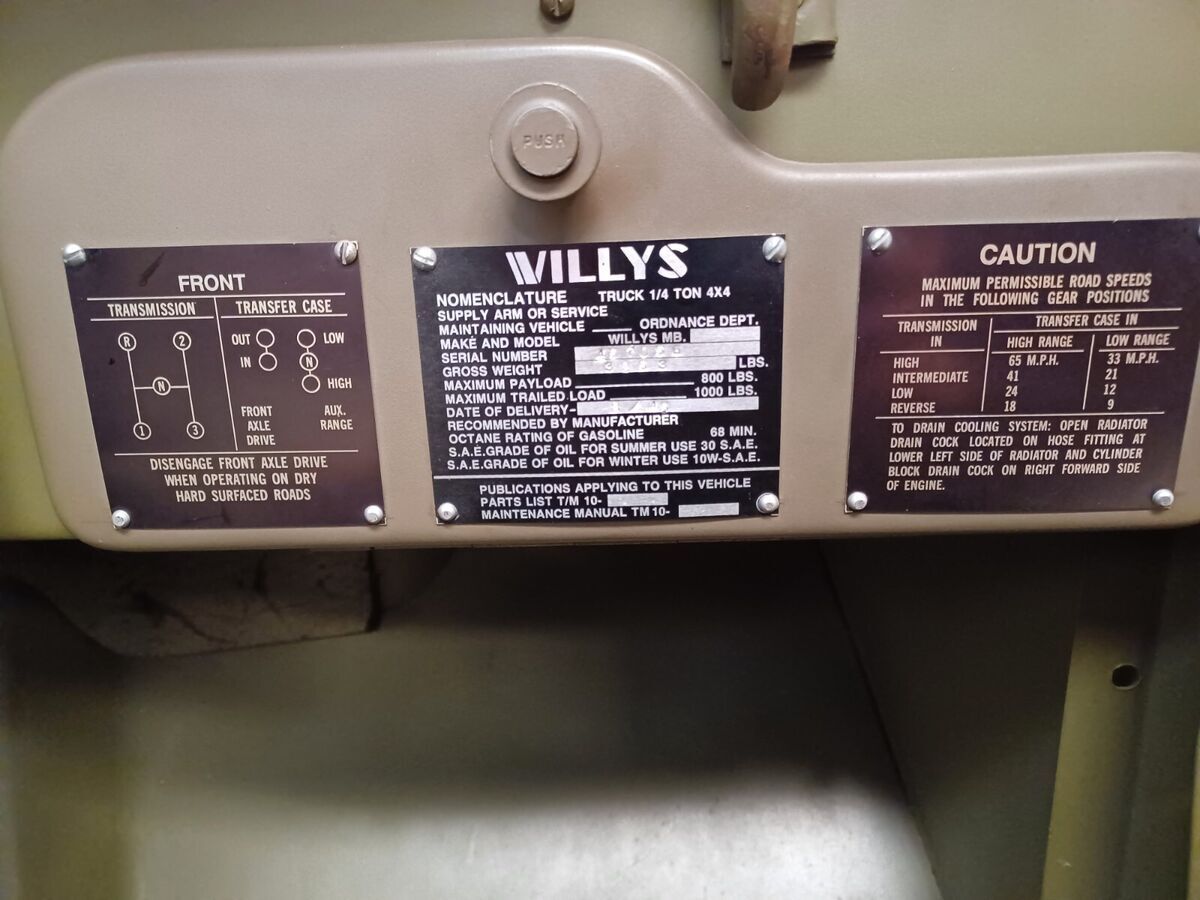 PUSH
FRONT
TRANSMISSION TRANSFER CASE
R 2 OUT LOW
IN N
N HIGH
1 3
FRONT AUX.
AXLE RANGE
DRIVE
DISENGAGE FRONT AXLE DRIVE
WHEN OPERATING ON DRY
HARD SURFACED ROADS
WILLYS
NOMENCLATURE TRUCK 1/4 TON 4X4
SUPPLY ARM OR SERVICE
MAINTAINING VEHICLE ORDNANCE DEPT.
MAKE AND MODEL WILLYS MB.
SERIAL NUMBER
GROSS WEIGHT LBS.
MAXIMUM PAYLOAD 800 LBS.
MAXIMUM TRAILED LOAD 1000 LBS.
DATE OF DELIVERY-
RECOMMENDED BY MANUFACTURER
OCTANE RATING OF GASOLINE 68 MIN.
S.A.E.GRADE OF OIL FOR SUMMER USE 30 S.A.E.
S.A.E.GRADE OF OIL FOR WINTER USE 10W-S.A.E.
PUBLICATIONS APPLYING TO THIS VEHICLE
PARTS LIST T/M 10-
MAINTENANCE MANUAL TM 10-
CAUTION
MAXIMUM PERMISSIBLE ROAD SPEEDS
IN THE FOLLOWING GEAR POSITIONS
TRANSMISSION TRANSFER CASE IN
IN HIGH RANGE LOW RANGE
HIGH 65 M.P.H. 33 M.P.H.
INTERMEDIATE 41 21
LOW 24 12
REVERSE 18 9
TO DRAIN COOLING SYSTEM: OPEN RADIATOR
DRAIN COCK LOCATED ON HOSE FITTING AT
LOWER LEFT SIDE OF RADIATOR AND CYLINDER
BLOCK DRAIN COCK ON RIGHT FORWARD SIDE
OF ENGINE.